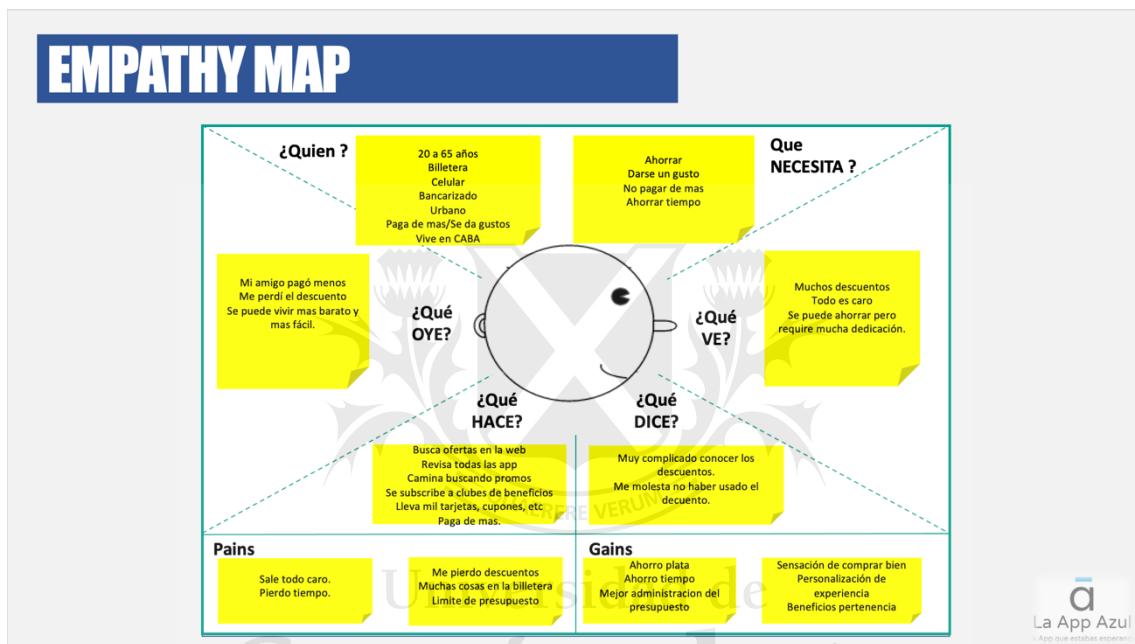 EMPATHY MAP
¿Quien ?
20 a 65 años
Billetera
Celular
Bancarizado
Urbano
Paga de mas/Se da gustos
Vive en CABA
Ahorrar
Darse un gusto
No pagar de mas
Ahorrar tiempo
Que
NECESITA ?
Mi amigo pagó menos
Me perdí el descuento
Se puede vivir mas barato y
mas fácil.
¿Qué
OYE?
¿Qué
VE?
Muchos descuentos
Todo es caro
Se puede ahorrar pero
require mucha dedicación.
¿Qué
HACE?
¿Qué
DICE?
Busca ofertas en la web
Revisa todas las app
Camina buscando promos
Se subscribe a clubes de beneficios
Lleva mil tarjetas, cupones, etc
Paga de mas.
Muy complicado conocer los
descuentos.
Me molesta no haber usado el
decuento.
Pains
Sale todo caro.
Pierdo tiempo.
Me pierdo descuentos
Muchas cosas en la billetera
Limite de presupuesto
Gains
Ahorro plata
Ahorro tiempo
Mejor administracion del
presupuesto
Sensación de comprar bien
Personalización de
experiencia
Beneficios pertenencia
VERUM
Universidad de
a
La App Azul